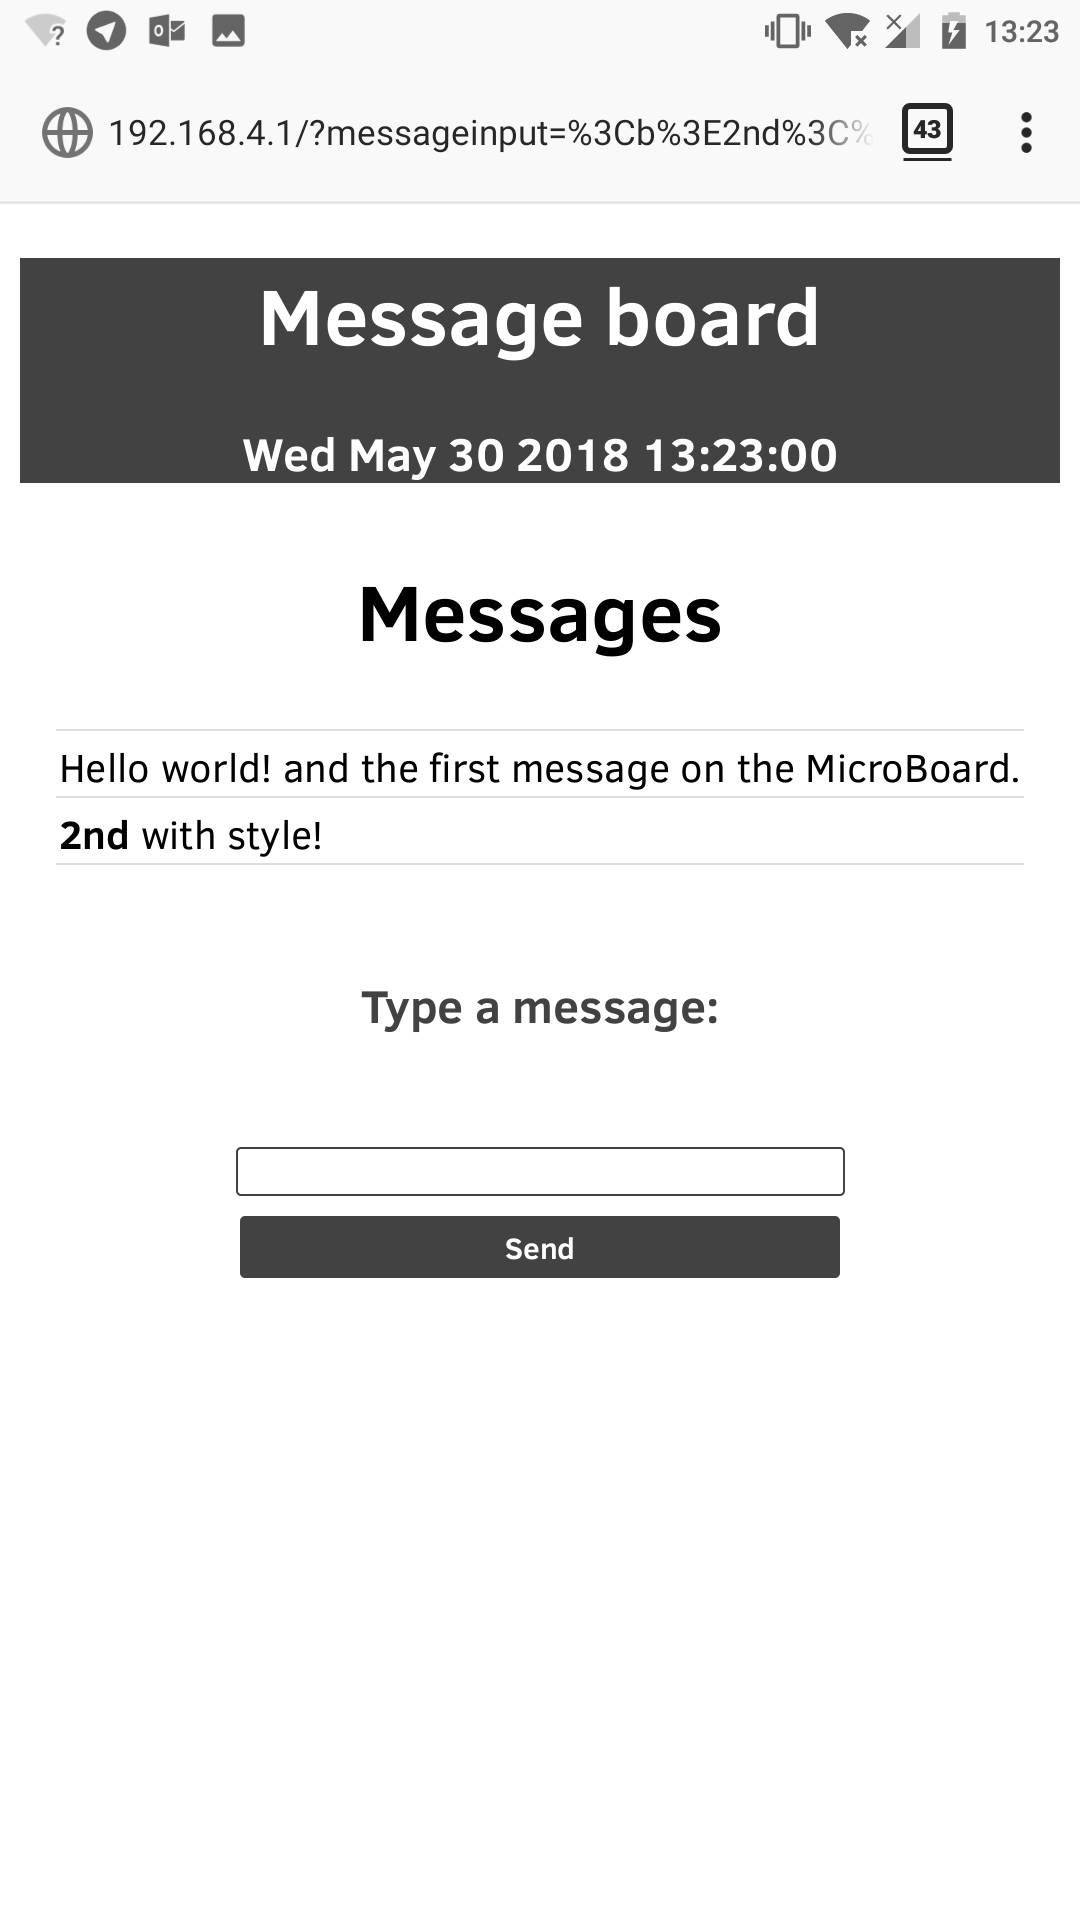 13:23
192.168.4.1/?messageinput=%3Cb%3E2nd%3C%
43
Message board
Wed May 30 2018 13:23:00
Messages
Hello world! and the first message on the MicroBoard.
2nd with style!
Type a message:
Send